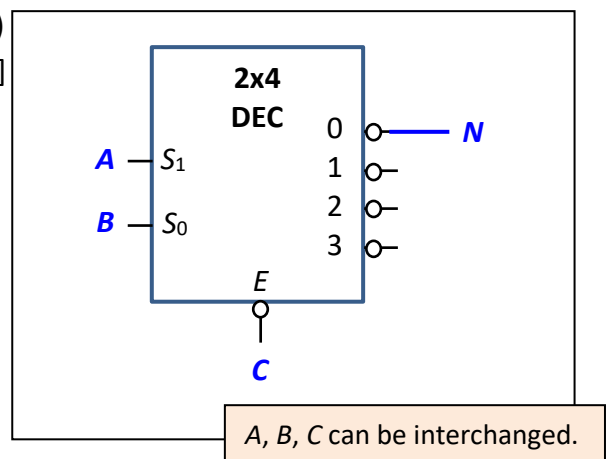 )
]
2x4
DEC
0 N
1
A S1
2
B S0
3
E
C
A, B, C can be interchanged.